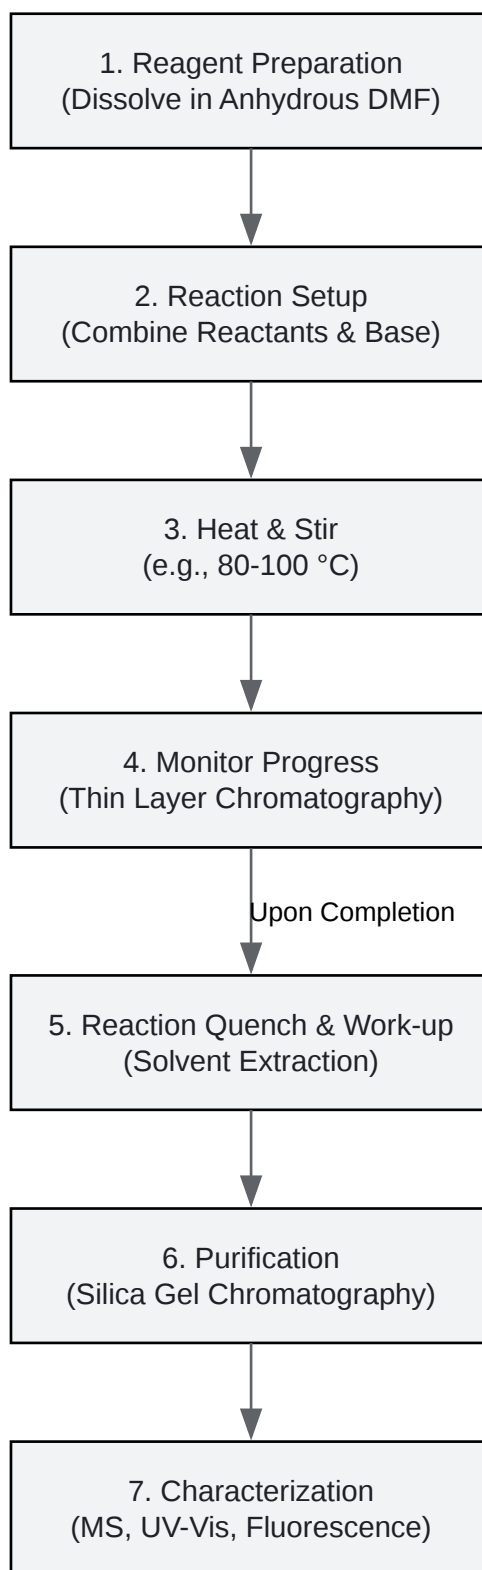 1. Reagent Preparation
(Dissolve in Anhydrous DMF)
2. Reaction Setup
(Combine Reactants & Base)
3. Heat & Stir
(e.g., 80-100 °C)
4. Monitor Progress
(Thin Layer Chromatography)
Upon Completion
5. Reaction Quench & Work-up
(Solvent Extraction)
6. Purification
(Silica Gel Chromatography)
7. Characterization
(MS, UV-Vis, Fluorescence)